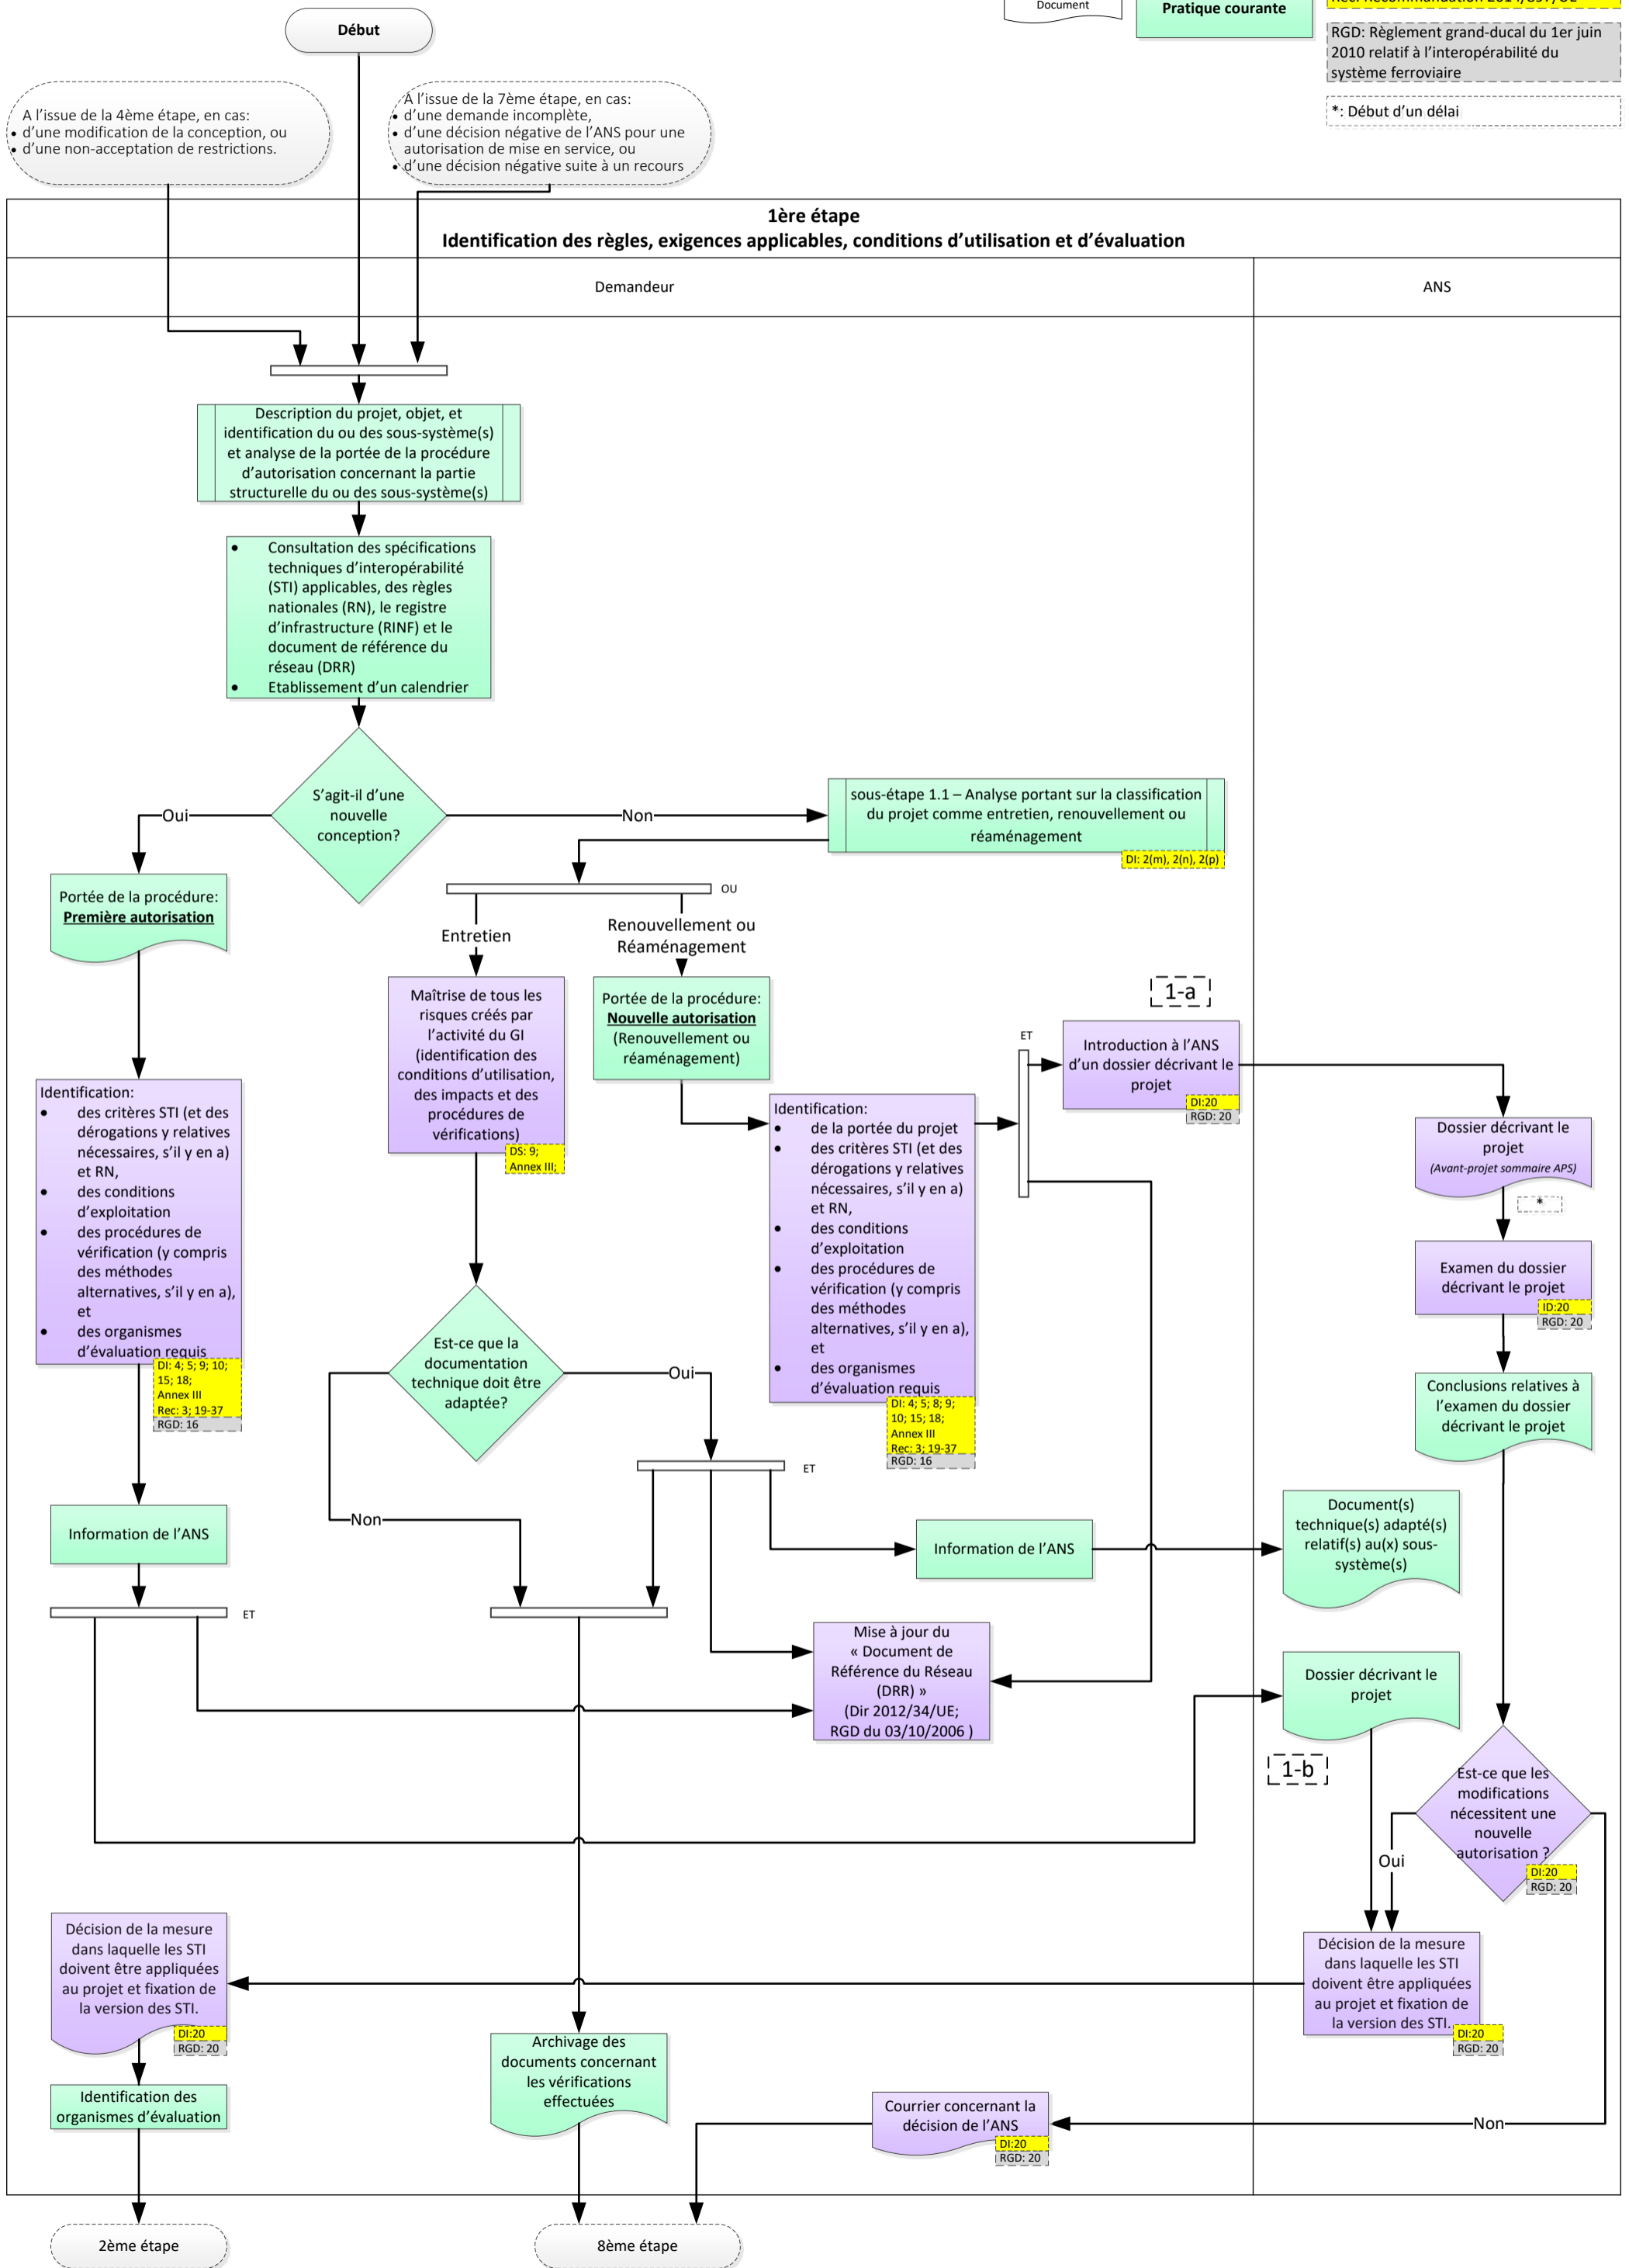 Document
Pratique courante
RGD: Règlement grand-ducal du 1er juin
2010 relatif à l'interopérabilité du
système ferroviaire
*: Début d'un délai
Début
A l'issue de la 4ème étape, en cas:
• d'une modification de la conception, ou
• d'une non-acceptation de restrictions.
A l'issue de la 7ème étape, en cas:
• d'une demande incomplète,
• d'une décision négative de l'ANS pour une
autorisation de mise en service, ou
• d'une décision négative suite à un recours
1ère étape
Identification des règles, exigences applicables, conditions d'utilisation et d'évaluation
Demandeur
ANS
Description du projet, objet, et
identification du ou des sous-système(s)
et analyse de la portée de la procédure
d'autorisation concernant la partie
structurelle du ou des sous-système(s)
• Consultation des spécifications
techniques d'interopérabilité
(STI) applicables, des règles
nationales (RN), le registre
d'infrastructure (RINF) et le
document de référence du
réseau (DRR)
• Etablissement d'un calendrier
S'agit-il d'une
nouvelle
conception?
Oui
Non
sous-étape 1.1 – Analyse portant sur la classification
du projet comme entretien, renouvellement ou
réaménagement
DI: 2(m), 2(n), 2(p)
OU
Entretien
Renouvellement ou
Réaménagement
Portée de la procédure:
Première autorisation
Maîtrise de tous les
risques créés par
l'activité du GI
(identification des
conditions d'utilisation,
des impacts et des
procédures de
vérifications)
DS: 9;
Annex III;
Portée de la procédure:
Nouvelle autorisation
(Renouvellement ou
réaménagement)
1-a
ET
Introduction à l'ANS
d'un dossier décrivant le
projet
DI:20
RGD: 20
Identification:
• des critères STI (et des
dérogations y relatives
nécessaires, s'il y en a)
et RN,
• des conditions
d'exploitation
• des procédures de
vérification (y compris
des méthodes
alternatives, s'il y en a),
et
• des organismes
d'évaluation requis
DI: 4; 5; 9; 10;
15; 18;
Annex III
Rec: 3; 19-37
RGD: 16
Identification:
• de la portée du projet
• des critères STI (et des
dérogations y relatives
nécessaires, s'il y en a)
et RN,
• des conditions
d'exploitation
• des procédures de
vérification (y compris
des méthodes
alternatives, s'il y en a),
et
• des organismes
d'évaluation requis
DI: 4; 5; 8; 9;
10; 15; 18;
Annex III
Rec: 3; 19-37
RGD: 16
Dossier décrivant le
projet
(Avant-projet sommaire APS)
*
Examen du dossier
décrivant le projet
ID:20
RGD: 20
Est-ce que la
documentation
technique doit être
adaptée?
Oui
Non
ET
Conclusions relatives à
l'examen du dossier
décrivant le projet
Information de l'ANS
ET
Information de l'ANS
Document(s)
technique(s) adapté(s)
relatif(s) au(x) sous-
système(s)
Mise à jour du
« Document de
Référence du Réseau
(DRR) »
(Dir 2012/34/UE;
RGD du 03/10/2006 )
Dossier décrivant le
projet
1-b
Est-ce que les
modifications
nécessitent une
nouvelle
autorisation ?
DI:20
RGD: 20
Oui
Décision de la mesure
dans laquelle les STI
doivent être appliquées
au projet et fixation de
la version des STI.
DI:20
RGD: 20
Décision de la mesure
dans laquelle les STI
doivent être appliquées
au projet et fixation de
la version des STI.
DI:20
RGD: 20
Identification des
organismes d'évaluation
Archivage des
documents concernant
les vérifications
effectuées
Courrier concernant la
décision de l'ANS
DI:20
RGD: 20
Non
2ème étape
8ème étape